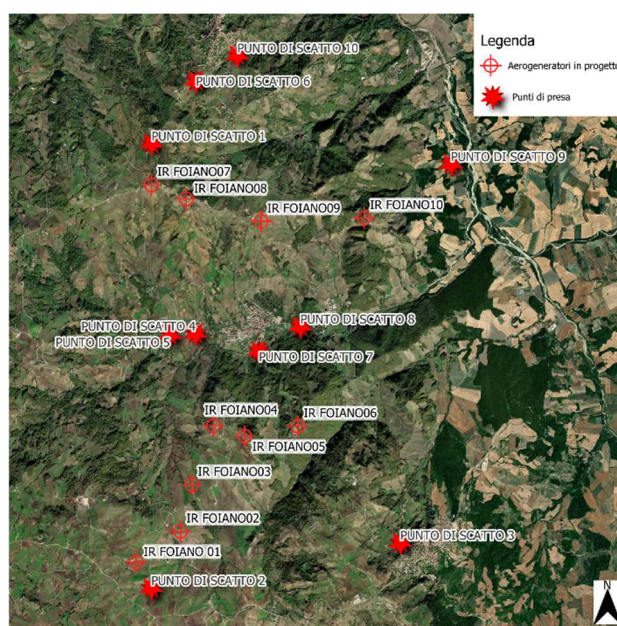 Legenda
Aerogeneratori in progetto
Punti di presa
PUNTO DI SCATTO 10
PUNTO DI SCATTO 6
PUNTO DI SCATTO 1
PUNTO DI SCATTO 9
IR FOIANO07
IR FOIANO08
IR FOIANO09
IR FOIANO10
PUNTO DI SCATTO 4
PUNTO DI SCATTO 8
PUNTO DI SCATTO 5
PUNTO DI SCATTO 7
IR FOIANO04
IR FOIANO06
IR FOIANO05
IR FOIANO03
IR FOIANO02
PUNTO DI SCATTO 3
IR FOIANO 01
PUNTO DI SCATTO 2
N